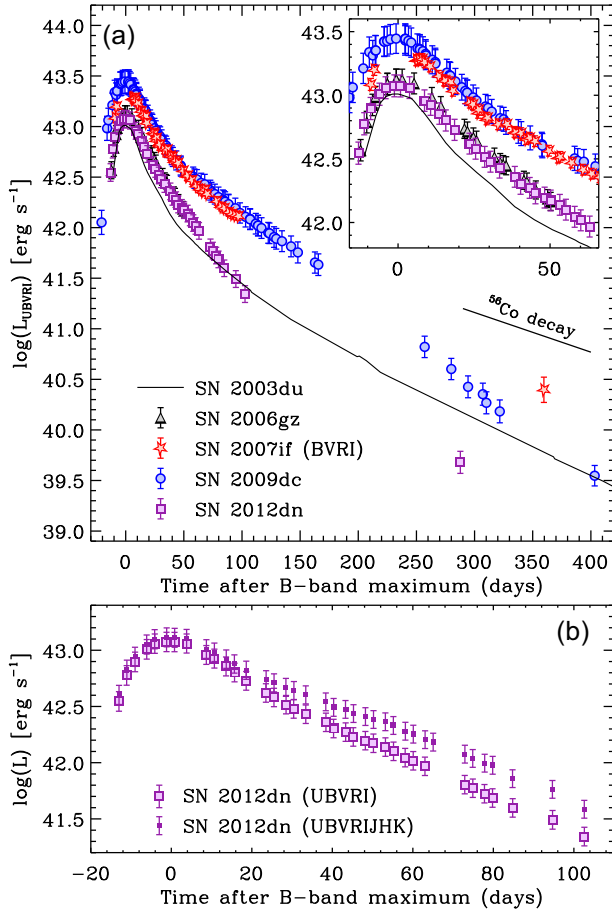 (a)
44.0
43.5
43.0
42.5
42.0
41.5
41.0
40.5
40.0
39.5
39.0
log(L_UBVRI) [erg s⁻¹]
43.5
43.0
42.5
42.0
0
50
⁵⁶Co decay
SN 2003du
SN 2006gz
SN 2007if (BVRI)
SN 2009dc
SN 2012dn
0
50
100
150
200
250
300
350
400
Time after B-band maximum (days)
(b)
43.0
42.5
42.0
41.5
log(L) [erg s⁻¹]
SN 2012dn (UBVRI)
SN 2012dn (UBVRIJHK)
-20
0
20
40
60
80
100
Time after B-band maximum (days)